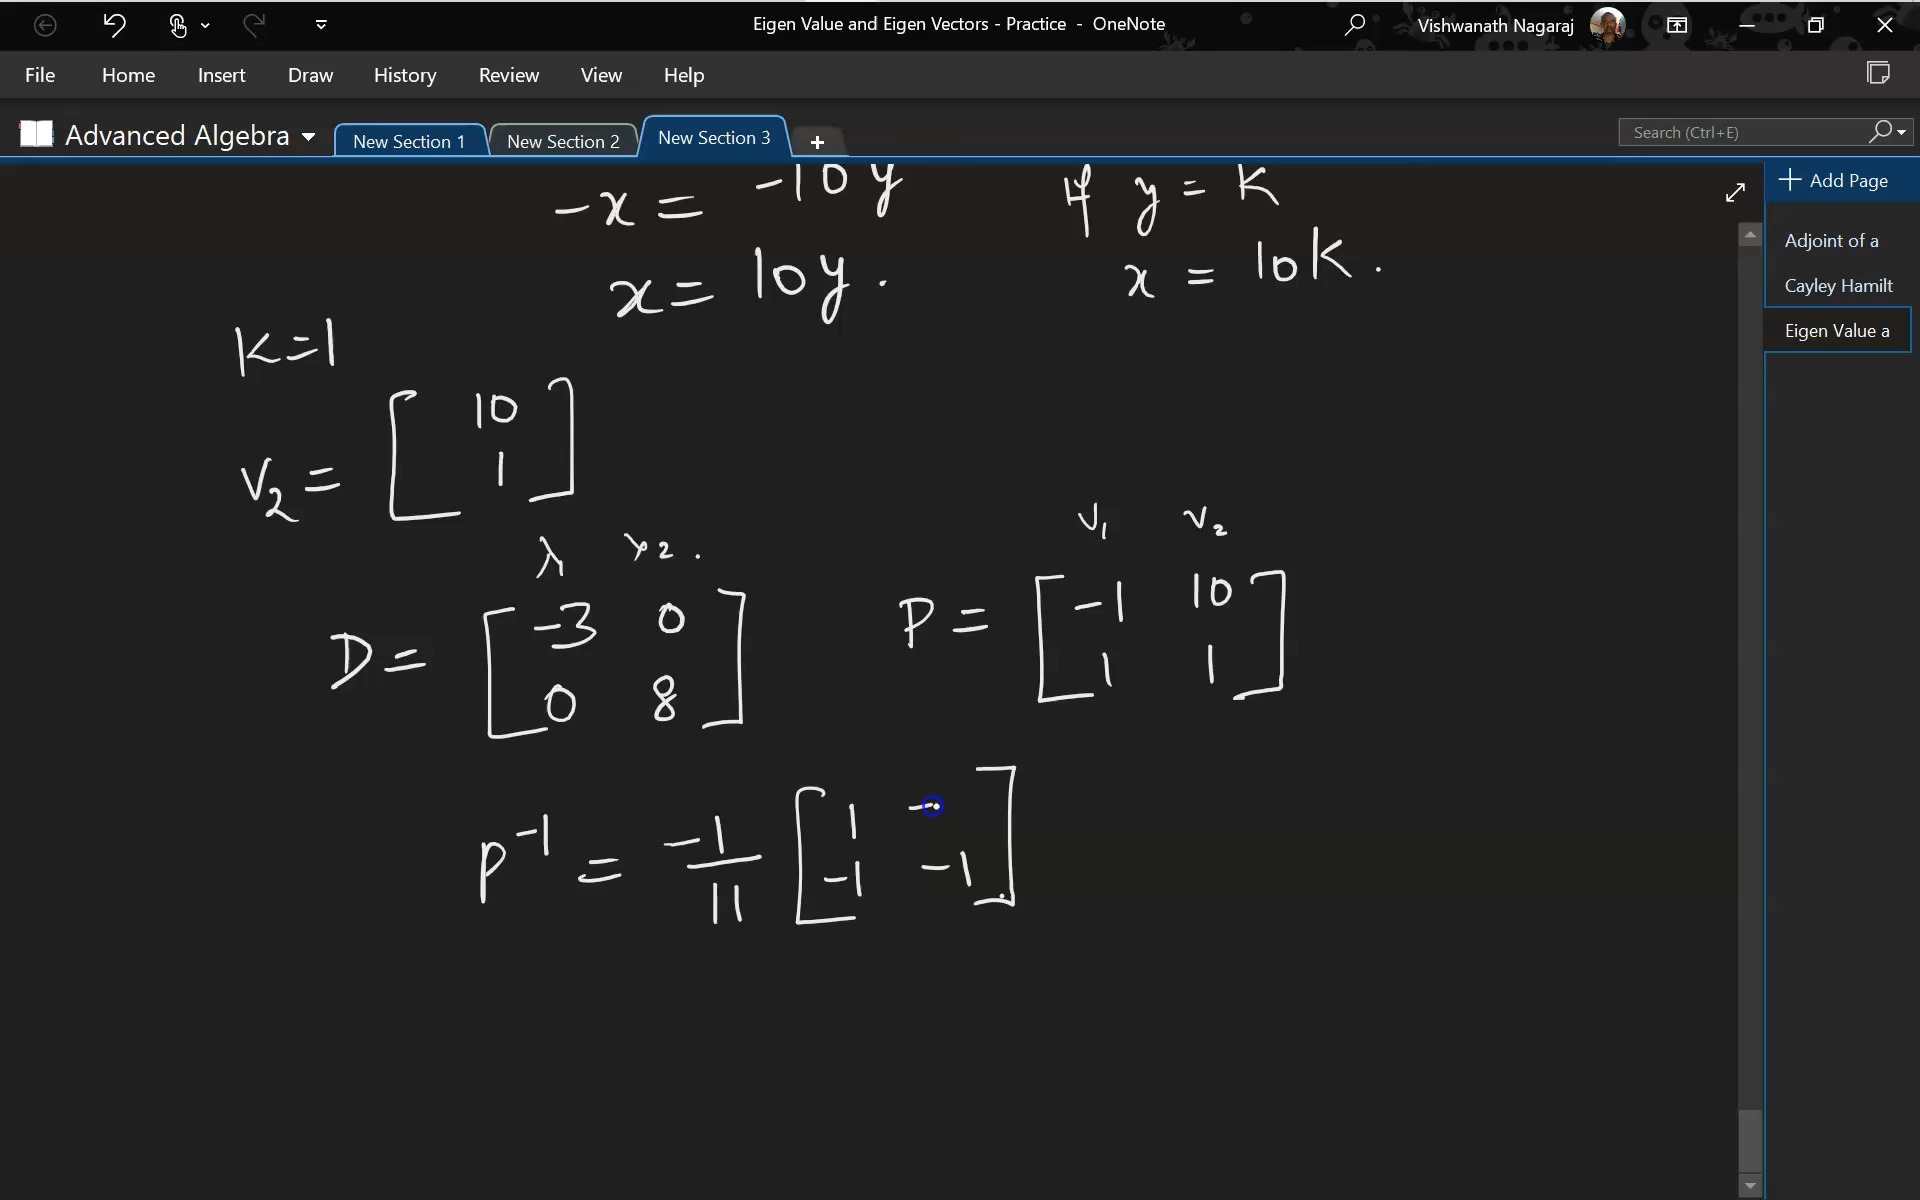 Eigen Value and Eigen Vectors - Practice - OneNote
Vishwanath Nagaraj
File Home Insert Draw History Review View Help
Advanced Algebra
New Section 1 New Section 2 New Section 3 +
Search (Ctrl+E)
Add Page
Adjoint of a
Cayley Hamilt
Eigen Value a
-x = -10y
if y = K
x = 10y.
x = 10K.
K=1
V₂ = [ 10
1 ]
λ λ₂.
D = [ -3 0
0 8 ]
V₁ V₂
P = [ -1 10
1 1 ]
P⁻¹ = -1/11 [ 1 -
-1 -1 ]